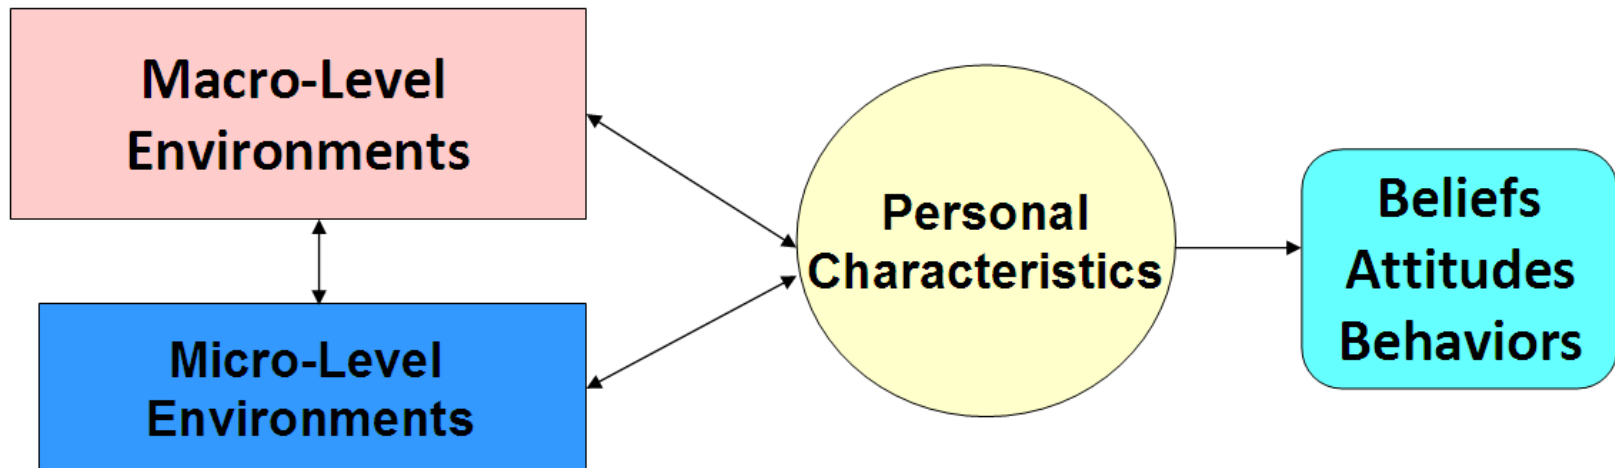 Macro-Level
Environments
Micro-Level
Environments
Personal
Characteristics
Beliefs
Attitudes
Behaviors